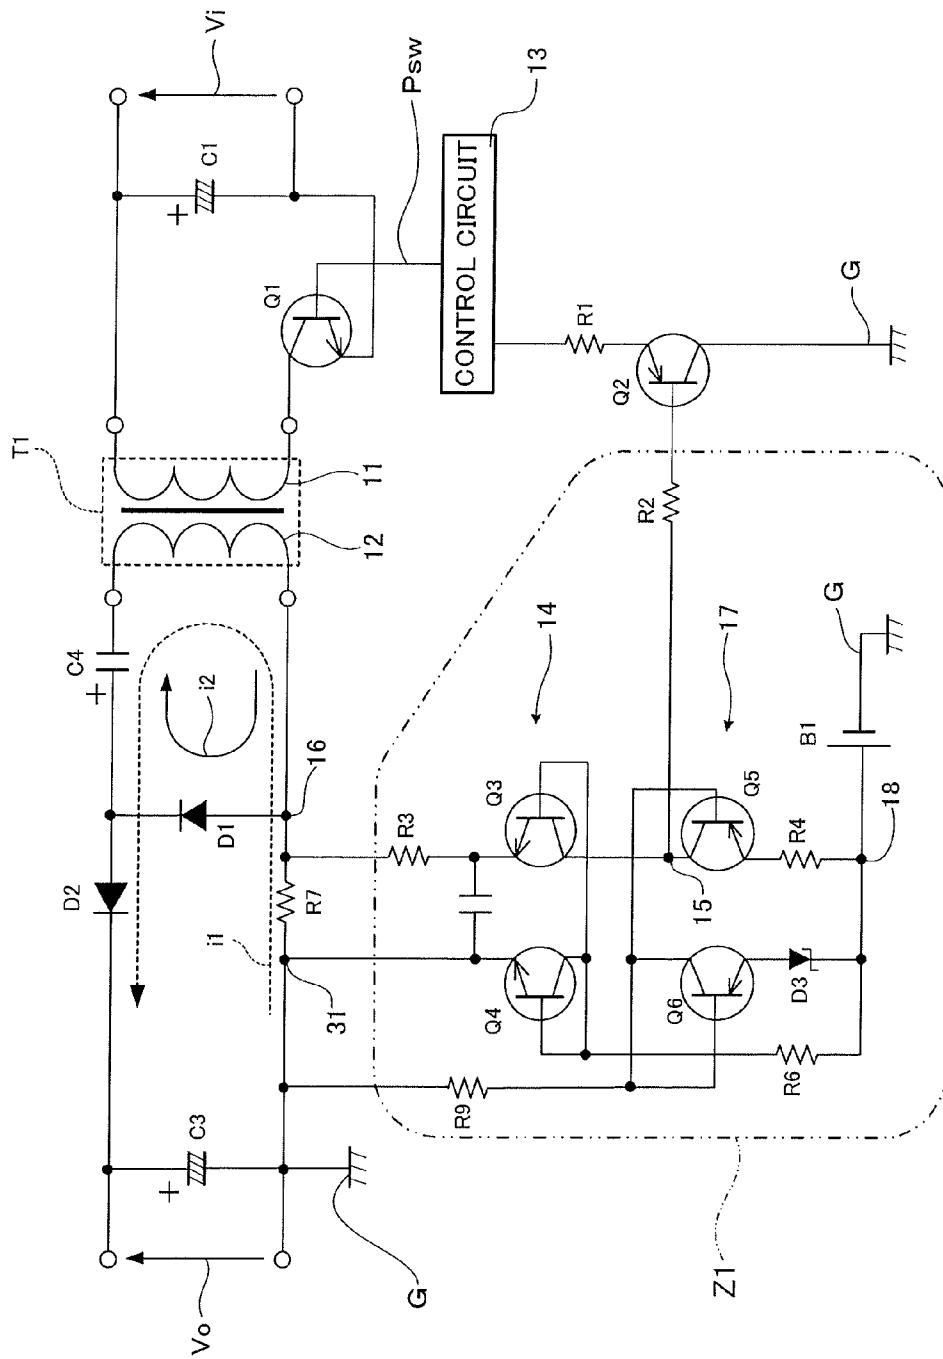 T1
D2
C4
Vo
C3
D1
i2
C1
Vi
i1
Q1
R7
16
12
11
31
G
R3
Psw
R9
Q4
Q3
CONTROL CIRCUIT
13
14
R1
Q2
R2
Q6
15
Z1
17
Q5
R6
D3
R4
B1
G
G
18